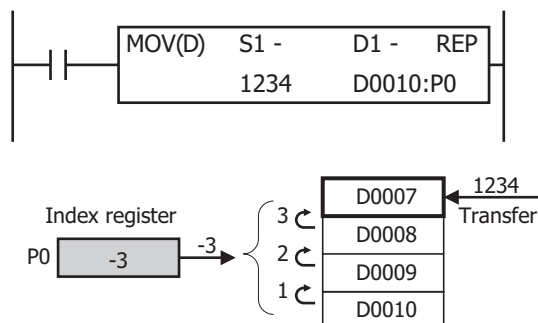 MOV(D) S1 - D1 - REP
1234 D0010:P0
Index register
P0 -3
-3
3
2
1
D0007
D0008
D0009
D0010
1234
Transfer